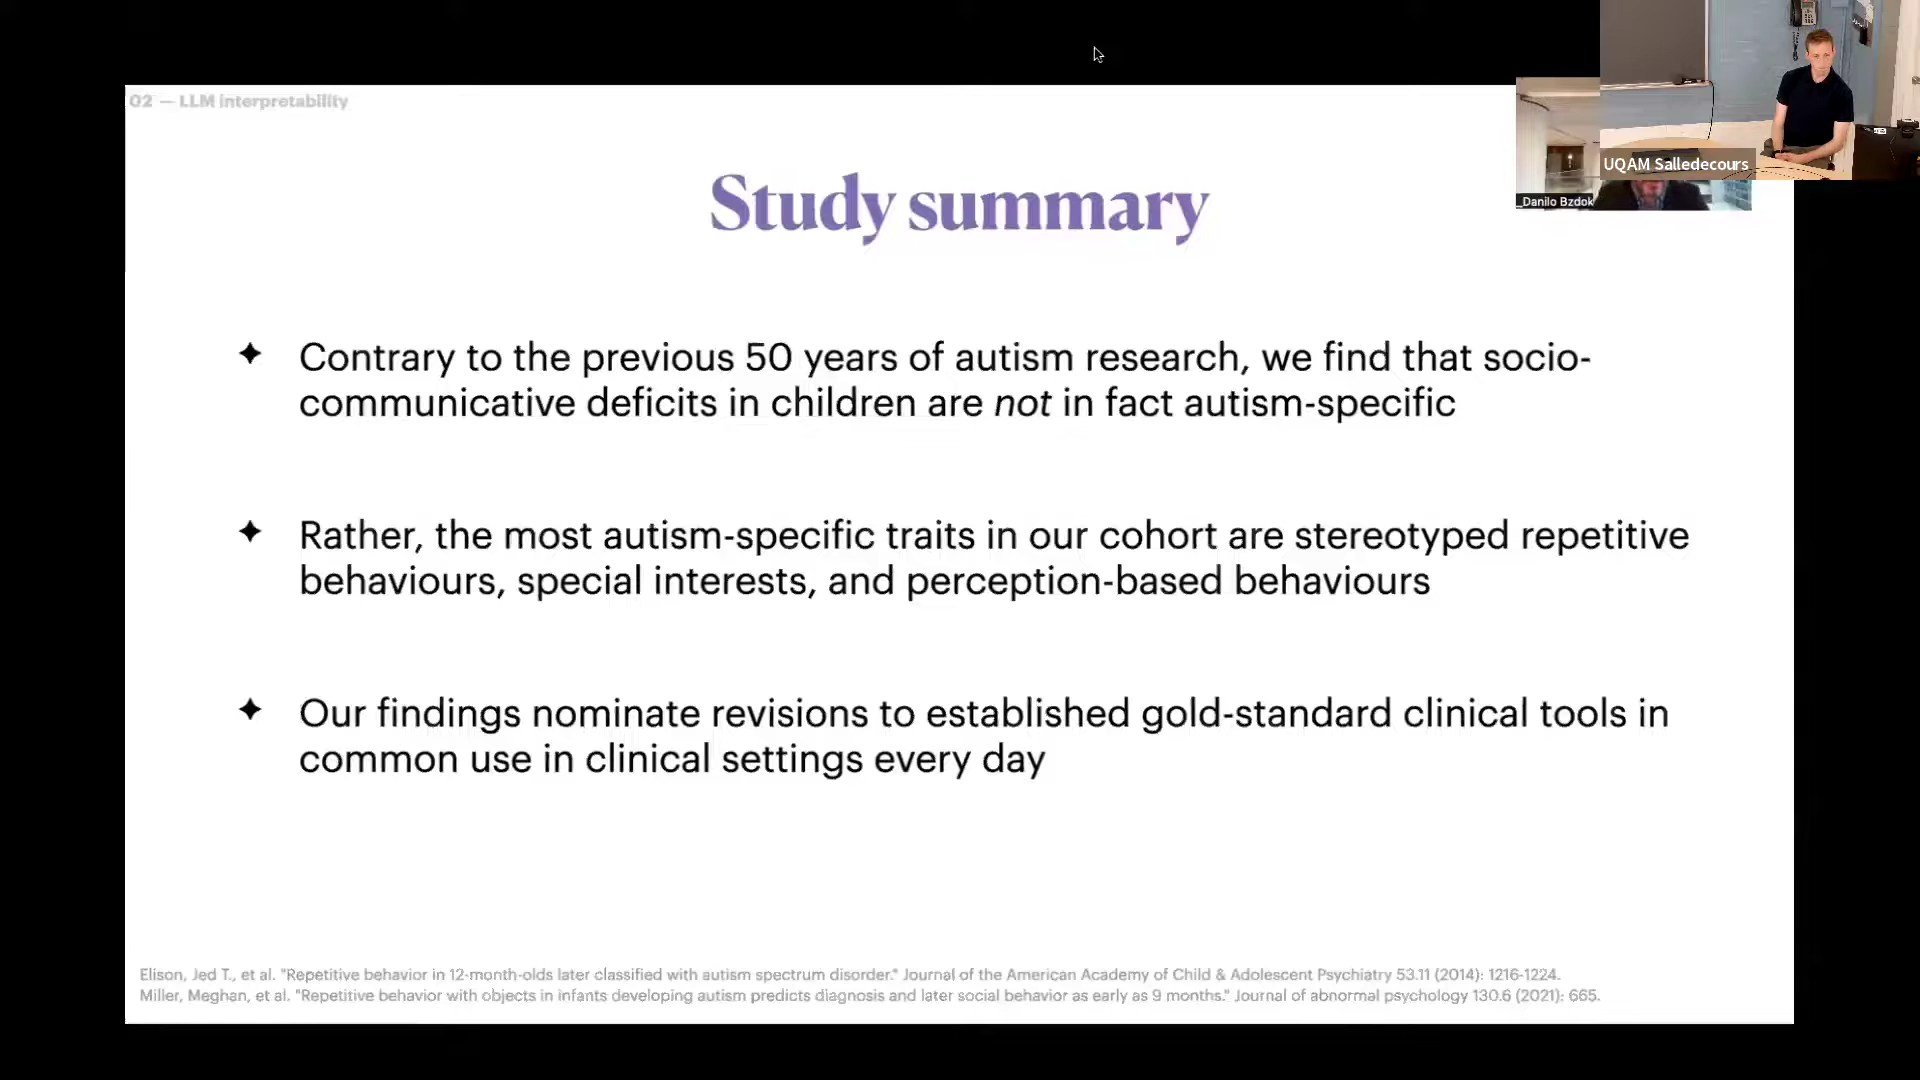 02 — LLM interpretability
Study summary
Contrary to the previous 50 years of autism research, we find that socio-
communicative deficits in children are not in fact autism-specific
Rather, the most autism-specific traits in our cohort are stereotyped repetitive
behaviours, special interests, and perception-based behaviours
Our findings nominate revisions to established gold-standard clinical tools in
common use in clinical settings every day
Elison, Jed T., et al. "Repetitive behavior in 12-month-olds later classified with autism spectrum disorder." Journal of the American Academy of Child & Adolescent Psychiatry 53.11 (2014): 1216-1224.
Miller, Meghan, et al. "Repetitive behavior with objects in infants developing autism predicts diagnosis and later social behavior as early as 9 months." Journal of abnormal psychology 130.6 (2021): 665.
UQAM Salledecours
_Danilo Bzdok